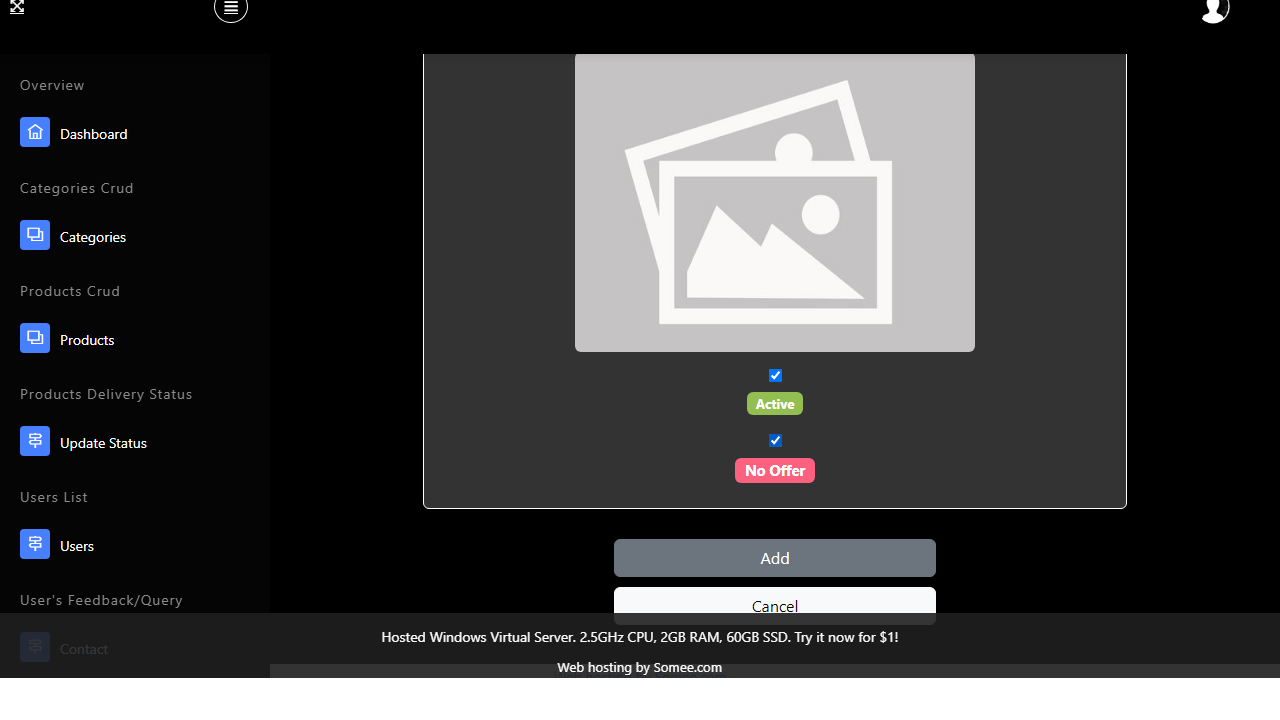 Overview
Dashboard
Categories Crud
Categories
Products Crud
Products
Products Delivery Status
Update Status
Users List
Users
User's Feedback/Query
Contact
Active
No Offer
Add
Cancel
Hosted Windows Virtual Server. 2.5GHz CPU, 2GB RAM, 60GB SSD. Try it now for $1!
Web hosting by Somee.com